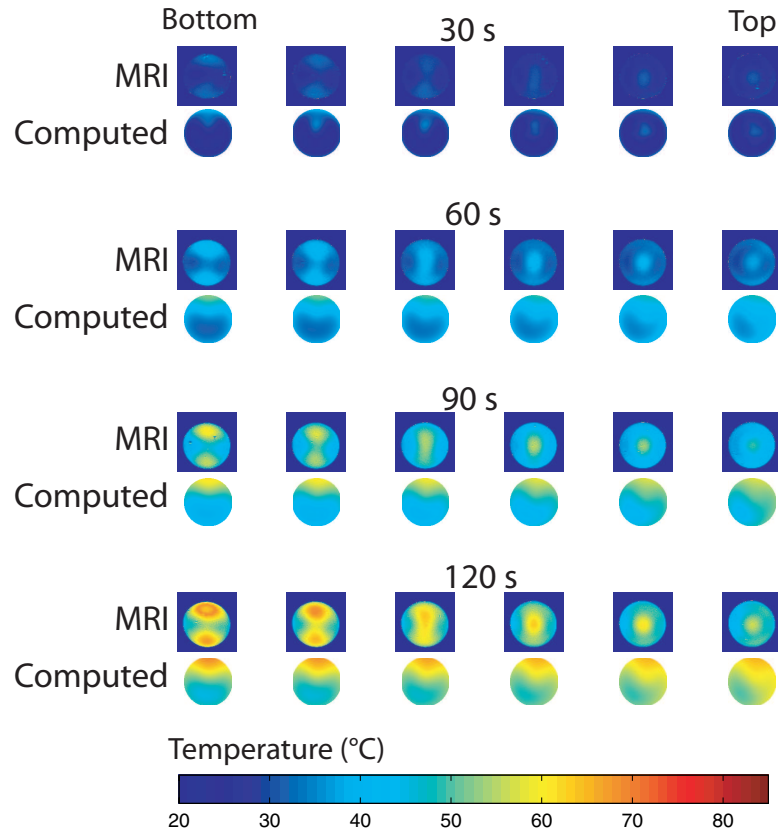 Bottom 30 s Top
MRI
Computed
60 s
MRI
Computed
90 s
MRI
Computed
120 s
MRI
Computed
Temperature (°C)
20 30 40 50 60 70 80